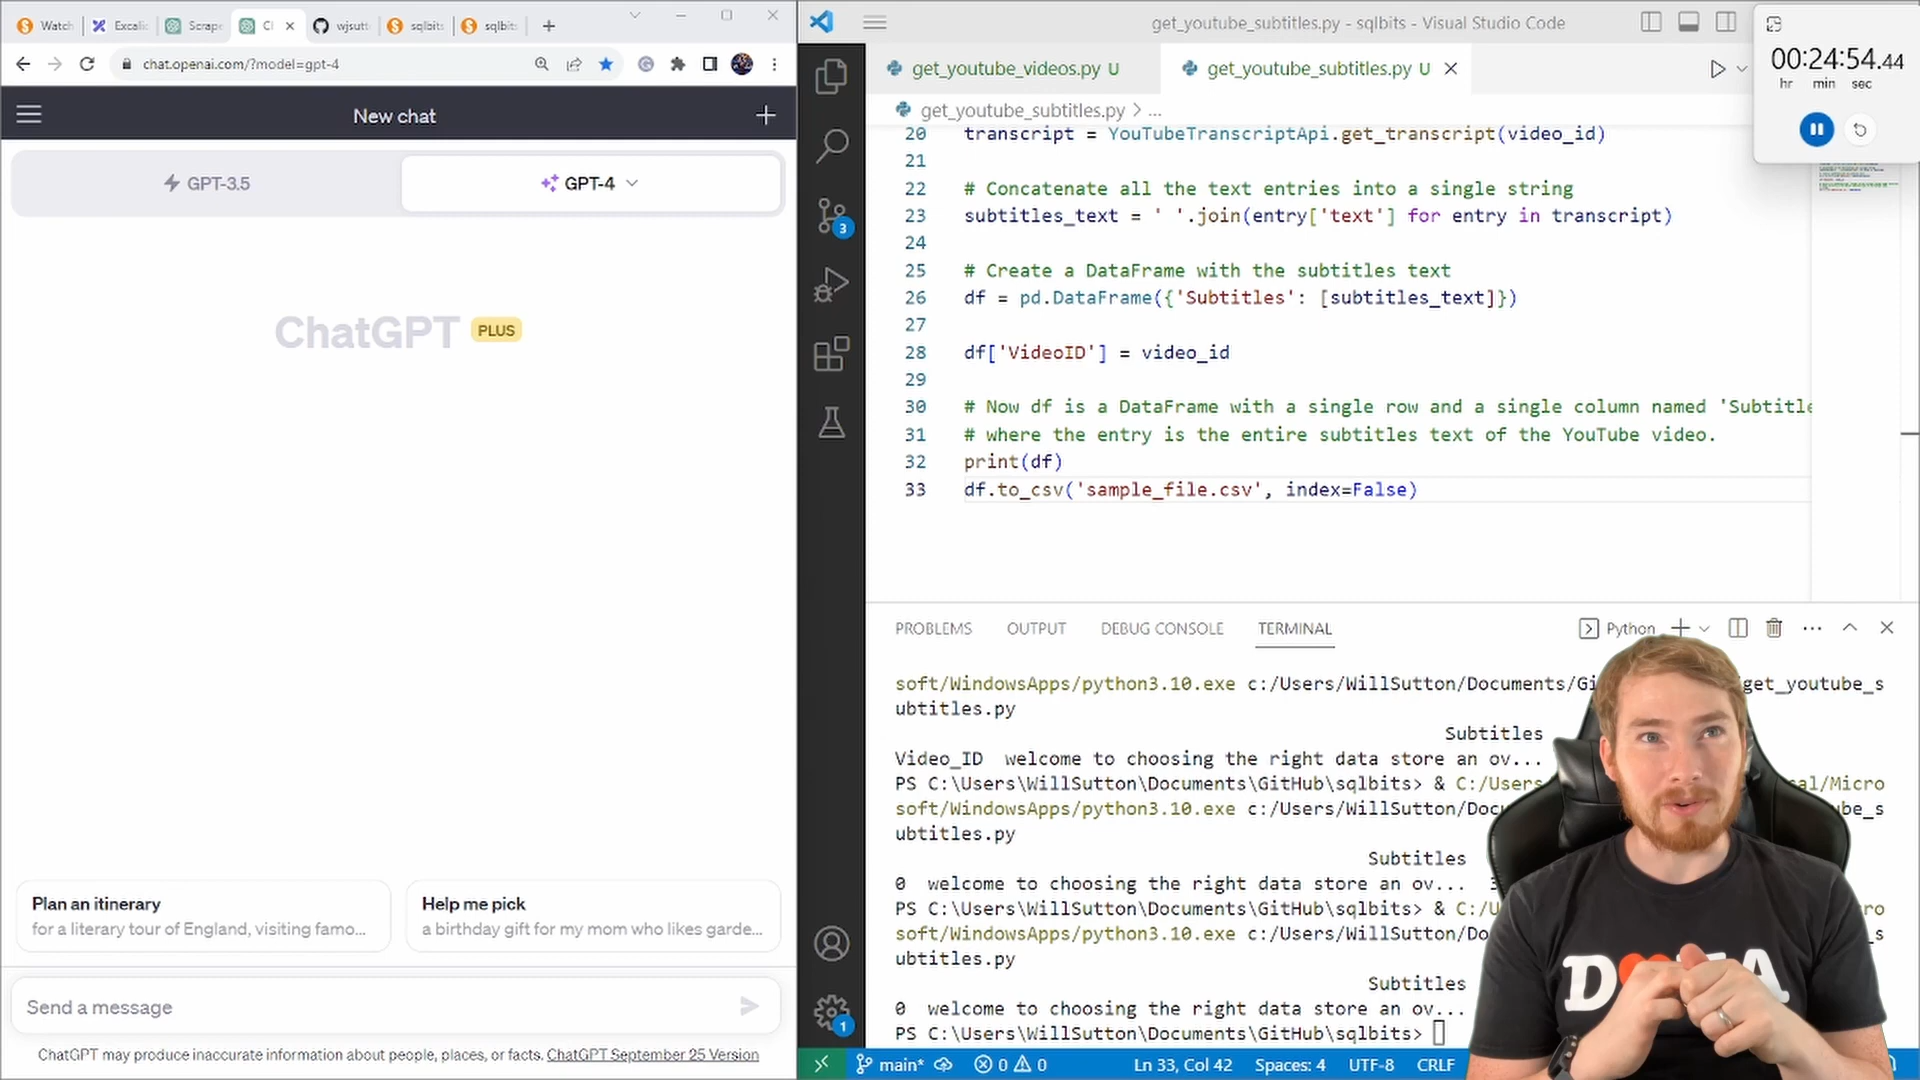 Watch
Excalid
Scrape
Cl
wjsutt
sqlbits
sqlbits
chat.openai.com/?model=gpt-4
New chat
GPT-3.5
GPT-4
ChatGPT PLUS
Plan an itinerary
for a literary tour of England, visiting famo...
Help me pick
a birthday gift for my mom who likes garde...
Send a message
ChatGPT may produce inaccurate information about people, places, or facts. ChatGPT September 25 Version
get_youtube_subtitles.py - sqlbits - Visual Studio Code
get_youtube_videos.py U
get_youtube_subtitles.py U
get_youtube_subtitles.py > ...
20 transcript = YouTubeTranscriptApi.get_transcript(video_id)
21
22 # Concatenate all the text entries into a single string
23 subtitles_text = ' '.join(entry['text'] for entry in transcript)
24
25 # Create a DataFrame with the subtitles text
26 df = pd.DataFrame({'Subtitles': [subtitles_text]})
27
28 df['VideoID'] = video_id
29
30 # Now df is a DataFrame with a single row and a single column named 'Subtitle
31 # where the entry is the entire subtitles text of the YouTube video.
32 print(df)
33 df.to_csv('sample_file.csv', index=False)
00:24:54.44
hr min sec
3
1
PROBLEMS OUTPUT DEBUG CONSOLE TERMINAL
Python
soft/WindowsApps/python3.10.exe c:/Users/WillSutton/Documents/Gi get_youtube_s
ubtitles.py
Subtitles
Video_ID welcome to choosing the right data store an ov...
PS C:\Users\WillSutton\Documents\GitHub\sqlbits> & C:/Users al/Micro
soft/WindowsApps/python3.10.exe c:/Users/WillSutton/Doc ube_s
ubtitles.py
Subtitles
0 welcome to choosing the right data store an ov...
PS C:\Users\WillSutton\Documents\GitHub\sqlbits> & C:/U ro
soft/WindowsApps/python3.10.exe c:/Users/WillSutton/Do _s
ubtitles.py
Subtitles
0 welcome to choosing the right data store an ov...
PS C:\Users\WillSutton\Documents\GitHub\sqlbits>
main* 0 0 Ln 33, Col 42 Spaces: 4 UTF-8 CRLF